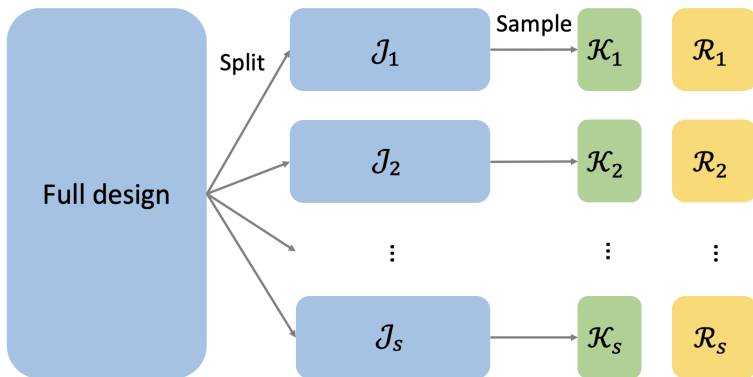 Sample
Split
𝒥₁ 𝒦₁ ℛ₁
Full design
𝒥₂ 𝒦₂ ℛ₂
⋮ ⋮ ⋮
𝒥ₛ 𝒦ₛ ℛₛ